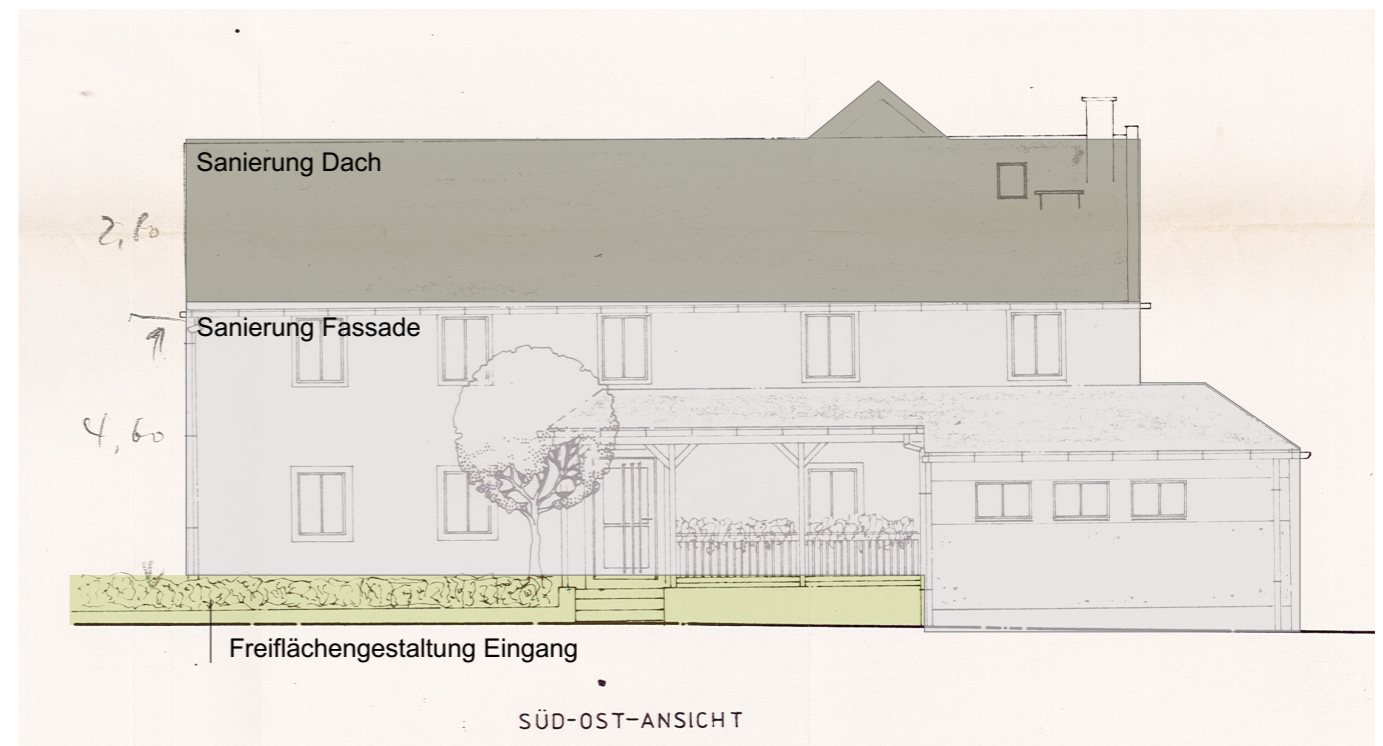 Sanierung Dach
2,80
Sanierung Fassade
4,60
Freiflächengestaltung Eingang
SÜD-OST-ANSICHT